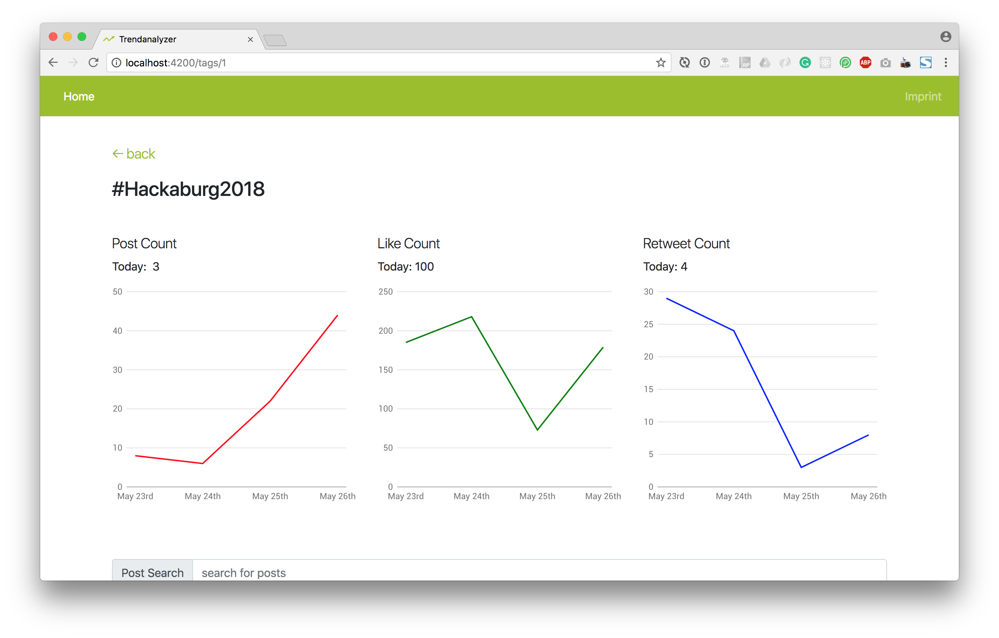 Trendanalyzer
localhost:4200/tags/1
RP
G
ABP
S
Home
Imprint
← back
#Hackaburg2018
Post Count
Today: 3
50
40
30
20
10
0
May 23rd May 24th May 25th May 26th
Like Count
Today: 100
250
200
150
100
50
0
May 23rd May 24th May 25th May 26th
Retweet Count
Today: 4
30
25
20
15
10
5
0
May 23rd May 24th May 25th May 26th
Post Search search for posts